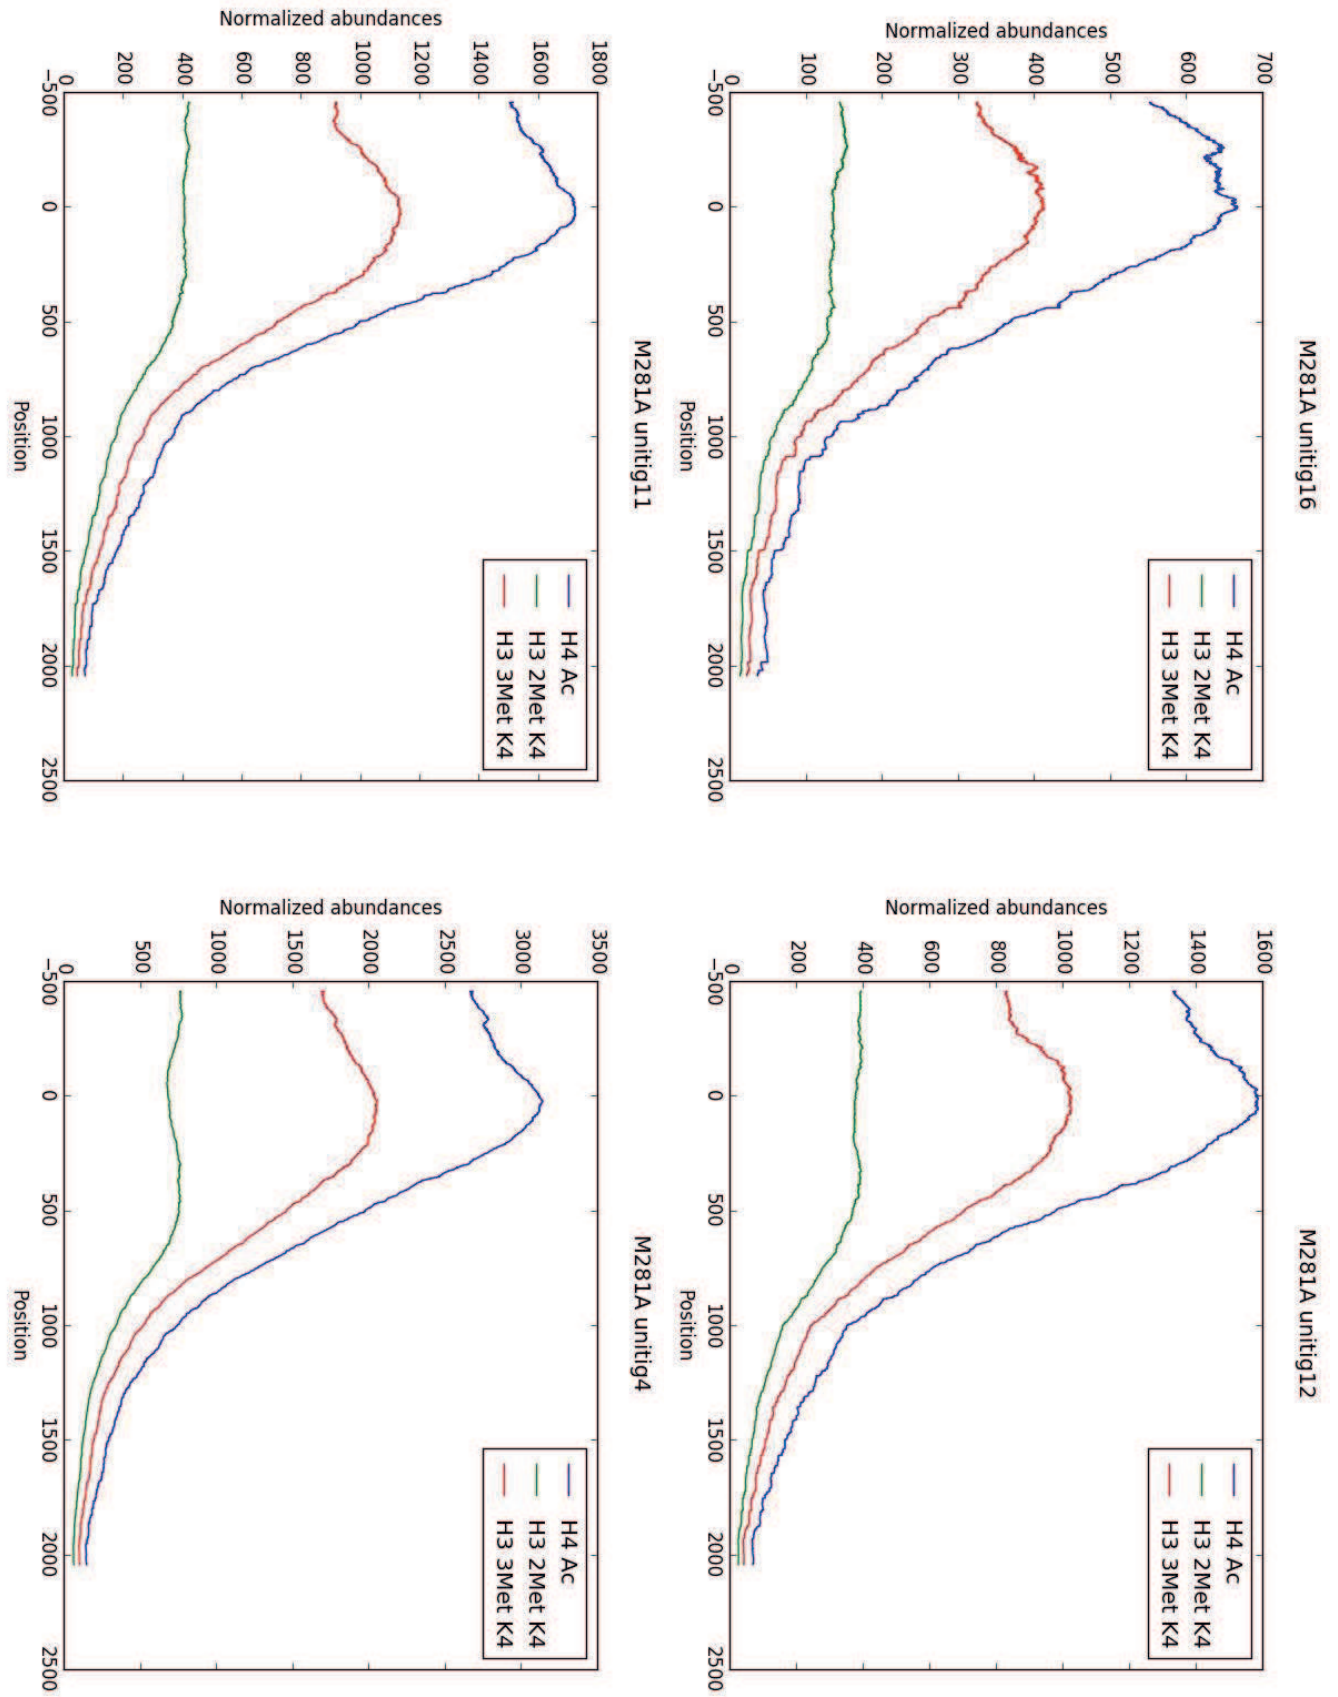 M281A unitig16
Normalized abundances
700
600
500
400
300
200
100
0
−500
0
500
1000
1500
2000
2500
Position
H4 Ac
H3 2Met K4
H3 3Met K4
M281A unitig12
Normalized abundances
1600
1400
1200
1000
800
600
400
200
0
−500
0
500
1000
1500
2000
2500
Position
H4 Ac
H3 2Met K4
H3 3Met K4
M281A unitig11
Normalized abundances
1800
1600
1400
1200
1000
800
600
400
200
0
−500
0
500
1000
1500
2000
2500
Position
H4 Ac
H3 2Met K4
H3 3Met K4
M281A unitig4
Normalized abundances
3500
3000
2500
2000
1500
1000
500
0
−500
0
500
1000
1500
2000
2500
Position
H4 Ac
H3 2Met K4
H3 3Met K4